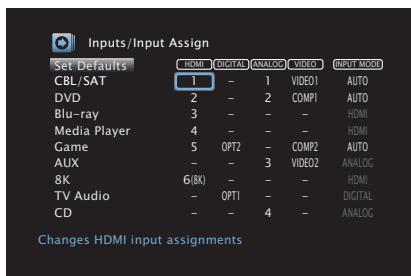 Inputs/Input Assign
Set Defaults HDMI DIGITAL ANALOG VIDEO INPUT MODE
CBL/SAT 1 – 1 VIDEO1 AUTO
DVD 2 – 2 COMP1 AUTO
Blu-ray 3 – – – HDMI
Media Player 4 – – – HDMI
Game 5 OPT2 – COMP2 AUTO
AUX – – 3 VIDEO2 ANALOG
8K 6(8K) – – – HDMI
TV Audio – OPT1 – – DIGITAL
CD – – 4 – ANALOG
Changes HDMI input assignments